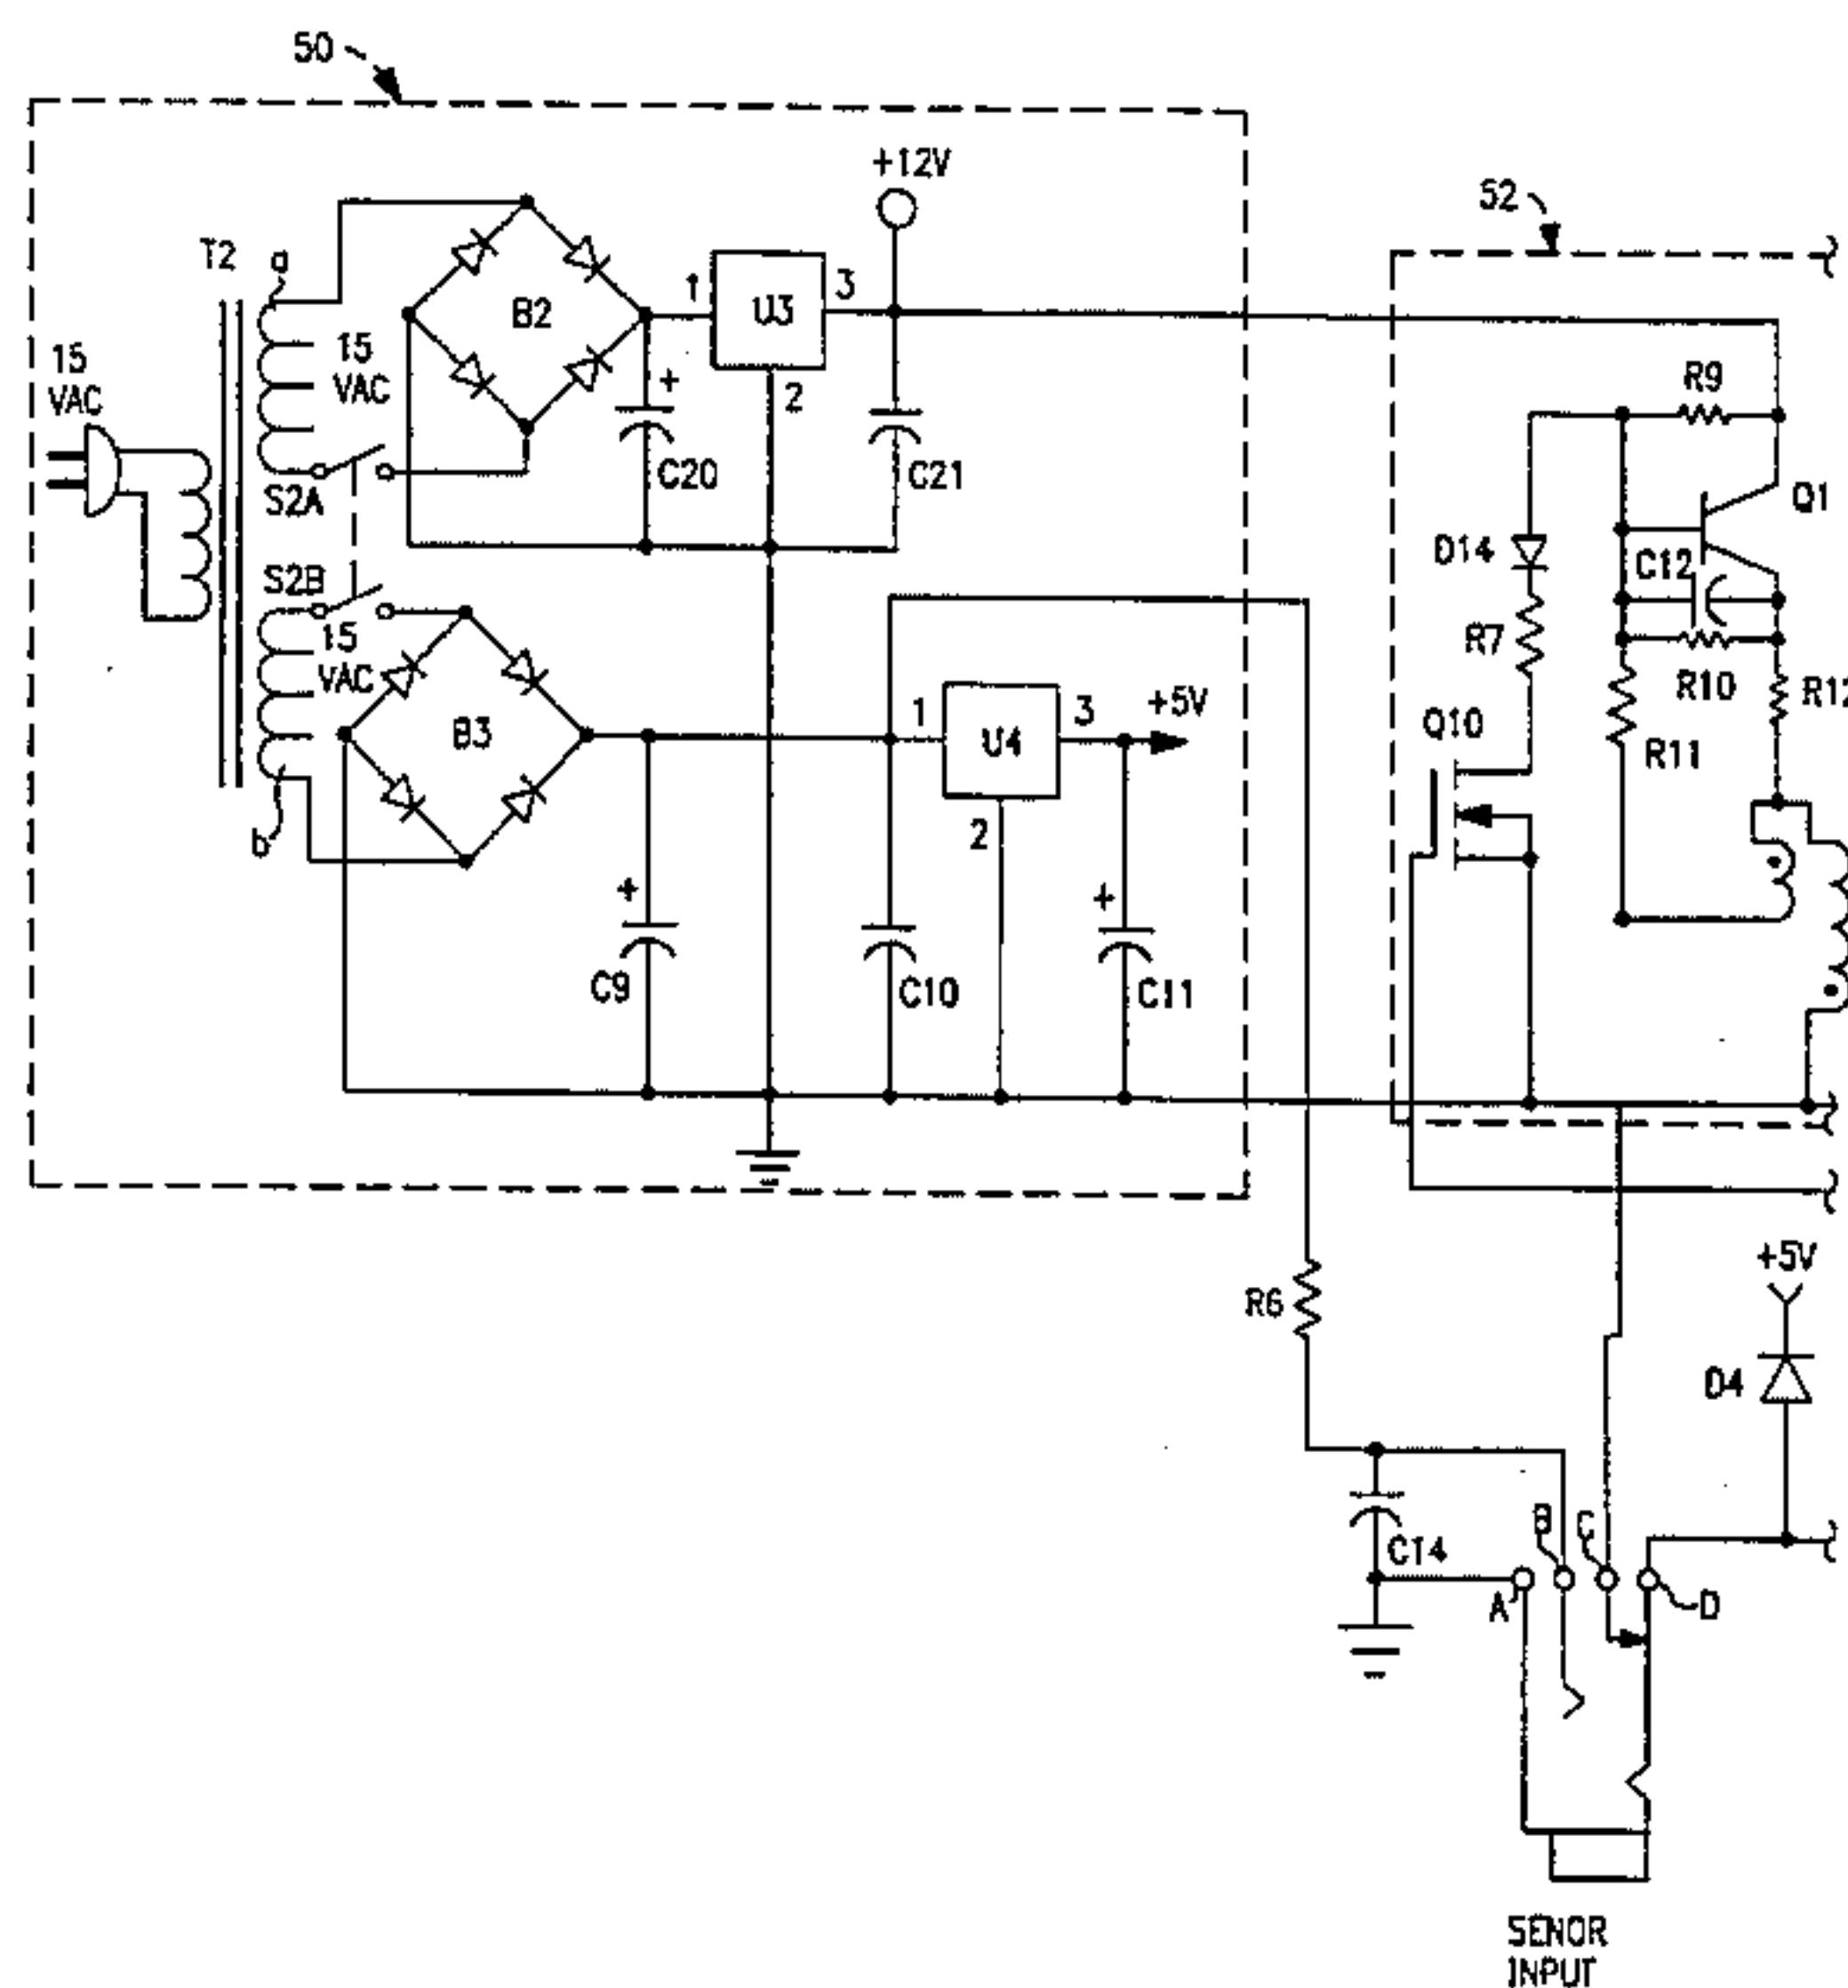 50
+12V
52
T2
a
B2
1
U3
3
15
VAC
15
VAC
R9
+
2
C20
C21
S2A
Q1
D14
C12
S2B
15
VAC
R7
R10
R12
B3
1
U4
3
+5V
Q10
R11
2
b
+
+
C9
C10
C11
+5V
R6
D4
B
C
C14
A
D
SENOR
INPUT